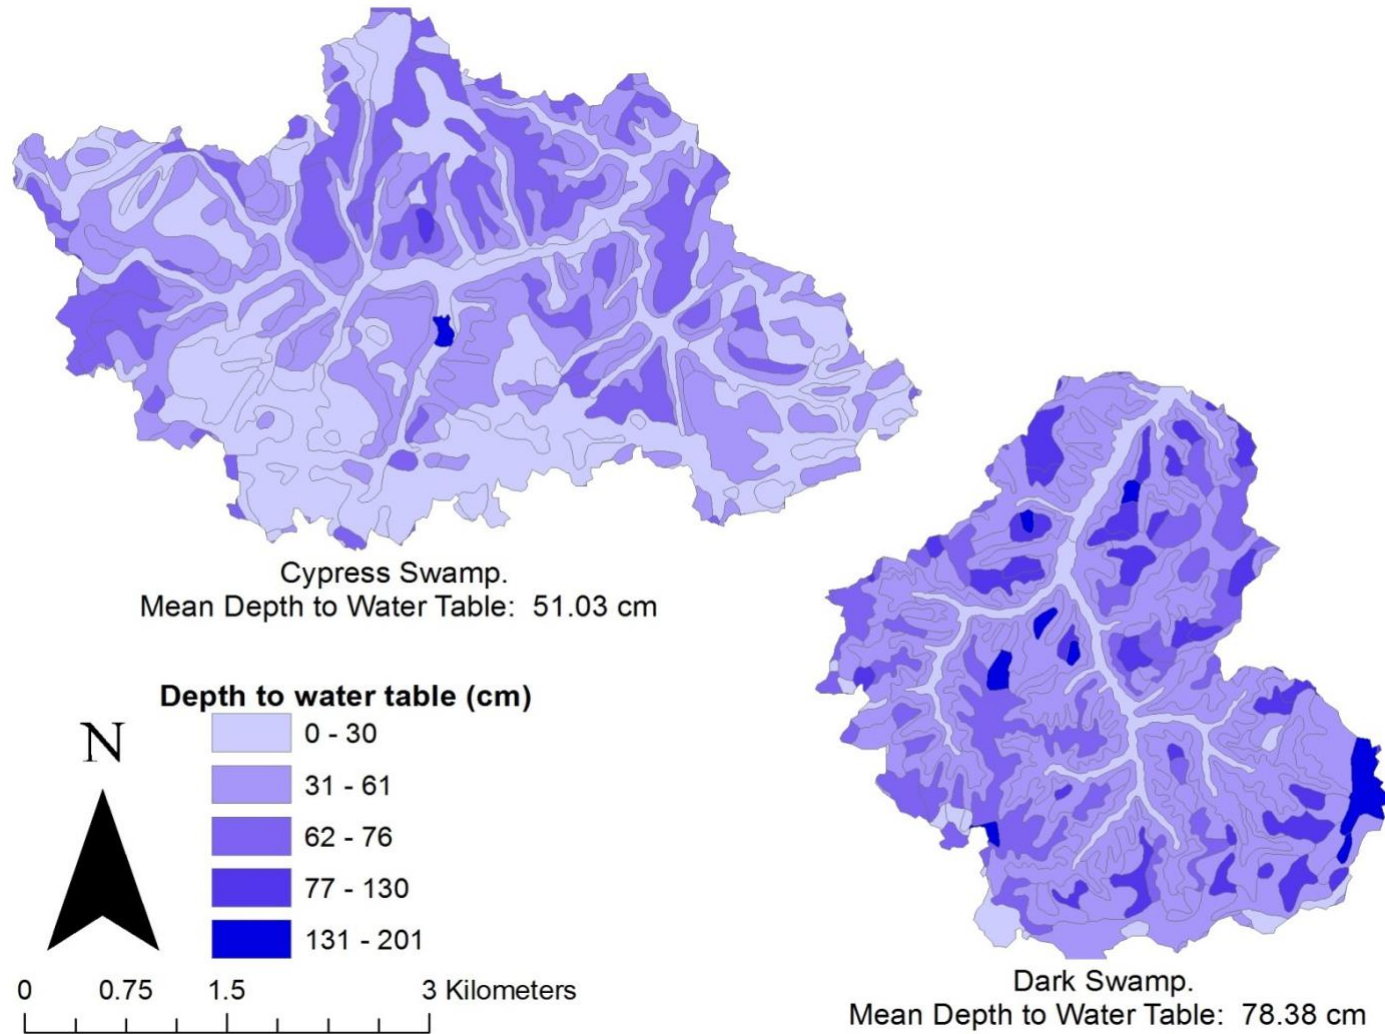 Cypress Swamp.
Mean Depth to Water Table:  51.03 cm
Depth to water table (cm)
N
0 - 30
31 - 61
62 - 76
77 - 130
131 - 201
0 0.75 1.5 3 Kilometers
Dark Swamp.
Mean Depth to Water Table:  78.38 cm